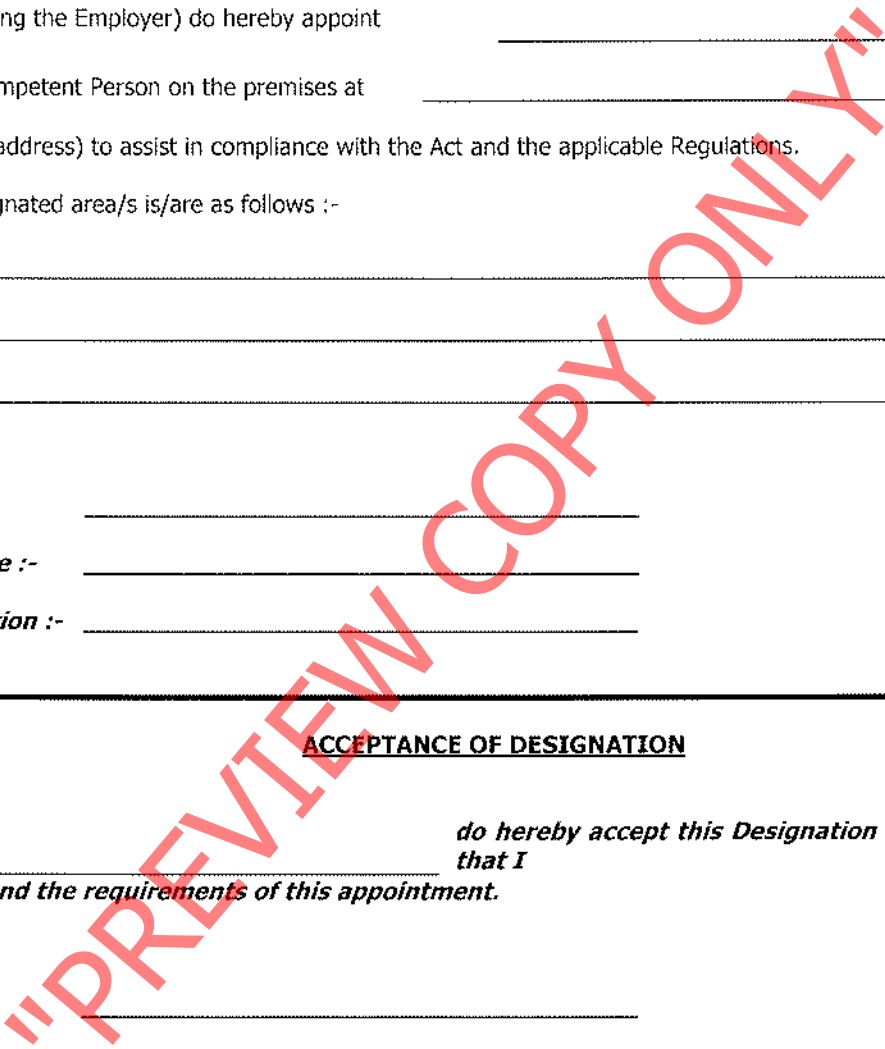 ng the Employer) do hereby appoint
mpetent Person on the premises at
address) to assist in compliance with the Act and the applicable Regulations.
gnated area/s is/are as follows :-
e :-
tion :-
ACCEPTANCE OF DESIGNATION
do hereby accept this Designation
that I
nd the requirements of this appointment.
"PREVIEW COPY ONLY"